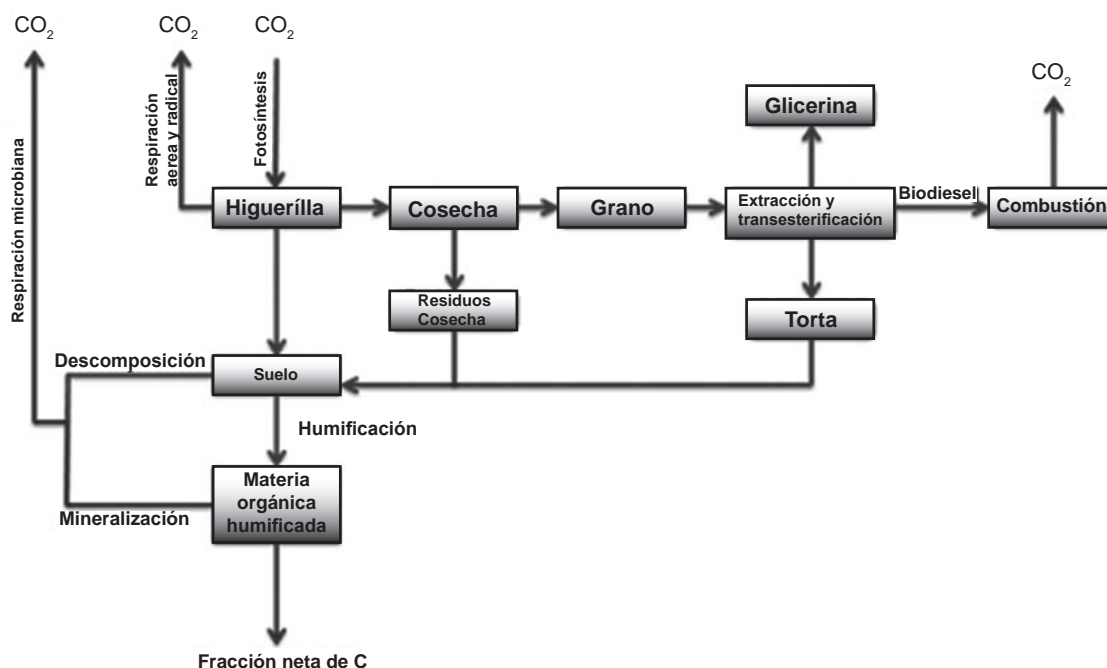 CO2
CO2
CO2
CO2
Respiración microbiana
Respiración
aerea y radical
Fotosíntesis
Glicerina
Higuerílla
Cosecha
Grano
Extracción y
transesterificación
Biodiesel
Combustión
Residuos
Cosecha
Torta
Descomposición
Suelo
Humificación
Materia
orgánica
humificada
Mineralización
Fracción neta de C